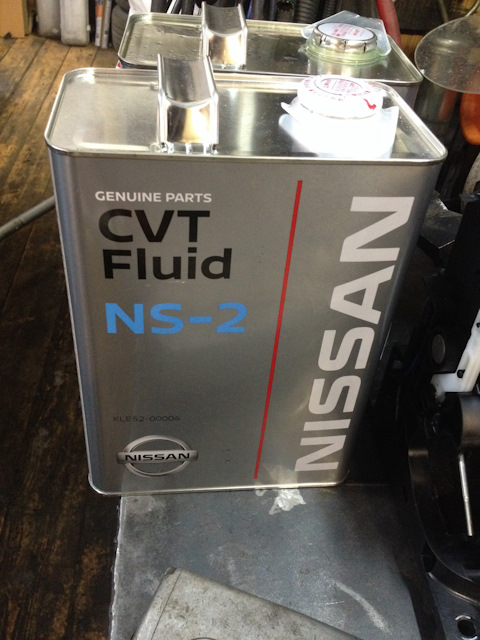 GENUINE PARTS
CVT
Fluid
NS-2
KLE52-00004
NISSAN
NISSAN